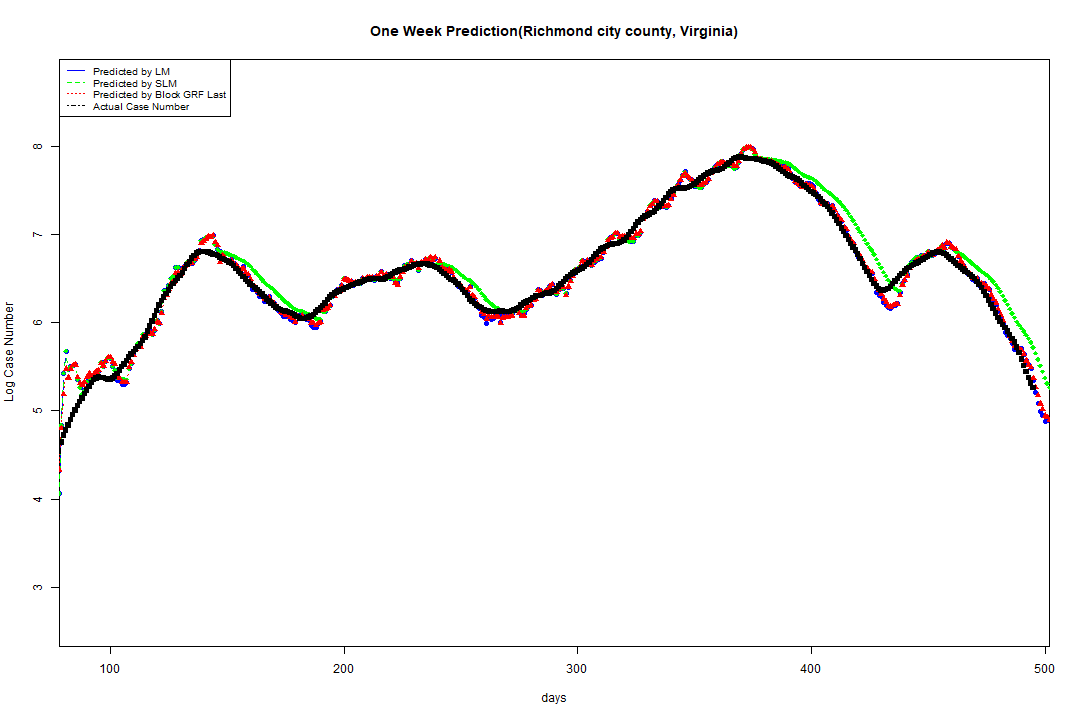 One Week Prediction(Richmond city county, Virginia)
Predicted by LM
Predicted by SLM
Predicted by Block GRF Last
Actual Case Number
8
7
6
5
4
3
Log Case Number
100 200 300 400 500
days